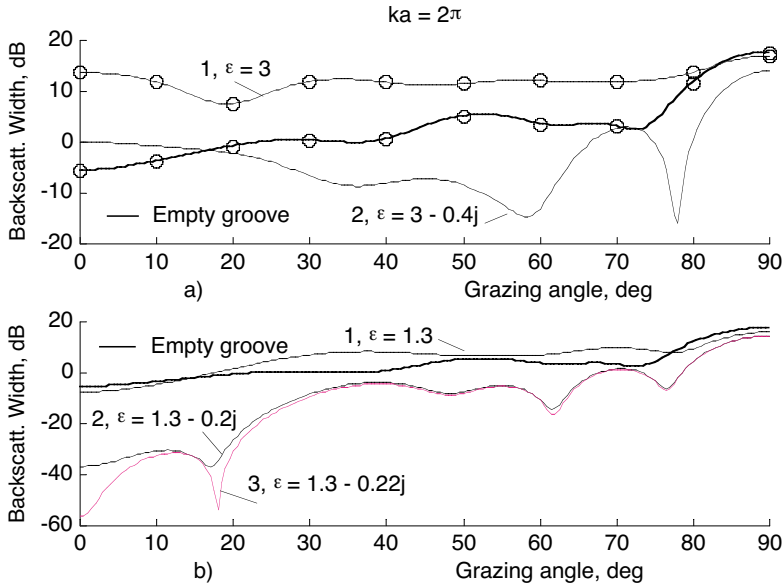 ka = 2π
Backscatt. Width, dB
20
10
0
-10
-20
1, ε = 3
2, ε = 3 - 0.4j
Empty groove
0 10 20 30 40 50 60 70 80 90
a)
Grazing angle, deg
Backscatt. Width, dB
20
0
-20
-40
-60
Empty groove
1, ε = 1.3
2, ε = 1.3 - 0.2j
3, ε = 1.3 - 0.22j
0 10 20 30 40 50 60 70 80 90
b)
Grazing angle, deg